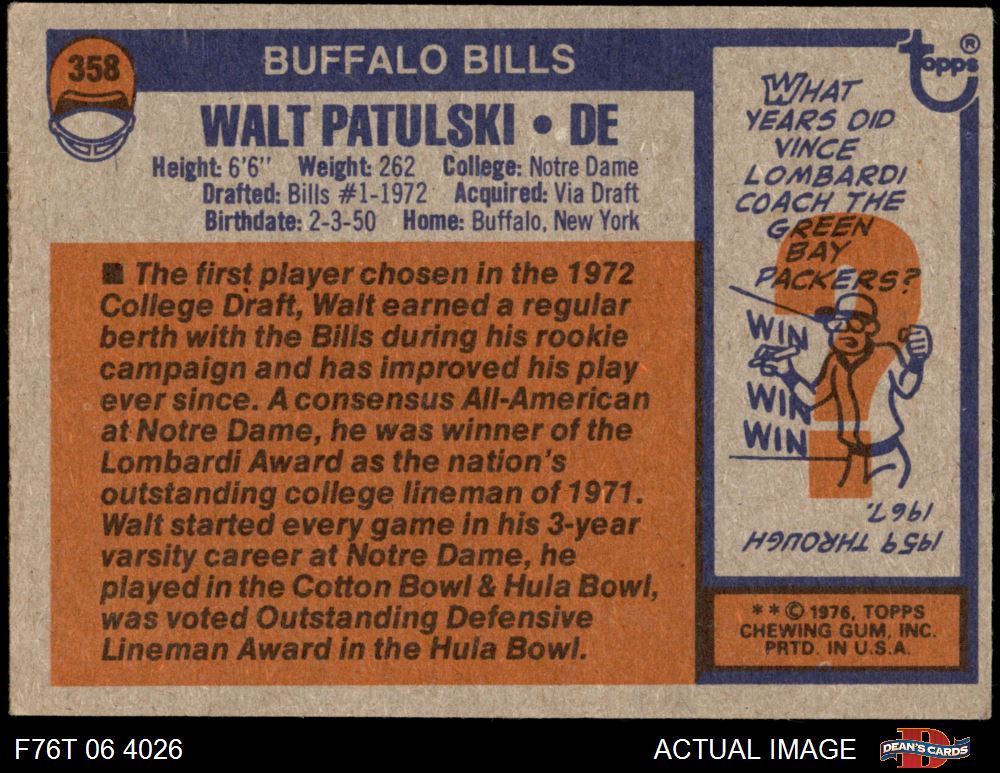 358
BUFFALO BILLS
WALT PATULSKI • DE
Height: 6'6" Weight: 262 College: Notre Dame
Drafted: Bills #1-1972 Acquired: Via Draft
Birthdate: 2-3-50 Home: Buffalo, New York
■ The first player chosen in the 1972
College Draft, Walt earned a regular
berth with the Bills during his rookie
campaign and has improved his play
ever since. A consensus All-American
at Notre Dame, he was winner of the
Lombardi Award as the nation's
outstanding college lineman of 1971.
Walt started every game in his 3-year
varsity career at Notre Dame, he
played in the Cotton Bowl & Hula Bowl,
was voted Outstanding Defensive
Lineman Award in the Hula Bowl.
topps®
WHAT
YEARS DID
VINCE
LOMBARDI
COACH THE
GREEN
BAY
PACKERS?
WIN
WIN
WIN
1959 THROUGH
1967.
**© 1976, TOPPS
CHEWING GUM, INC.
PRTD. IN U.S.A.
F76T 06 4026
ACTUAL IMAGE
D
DEAN'S CARDS